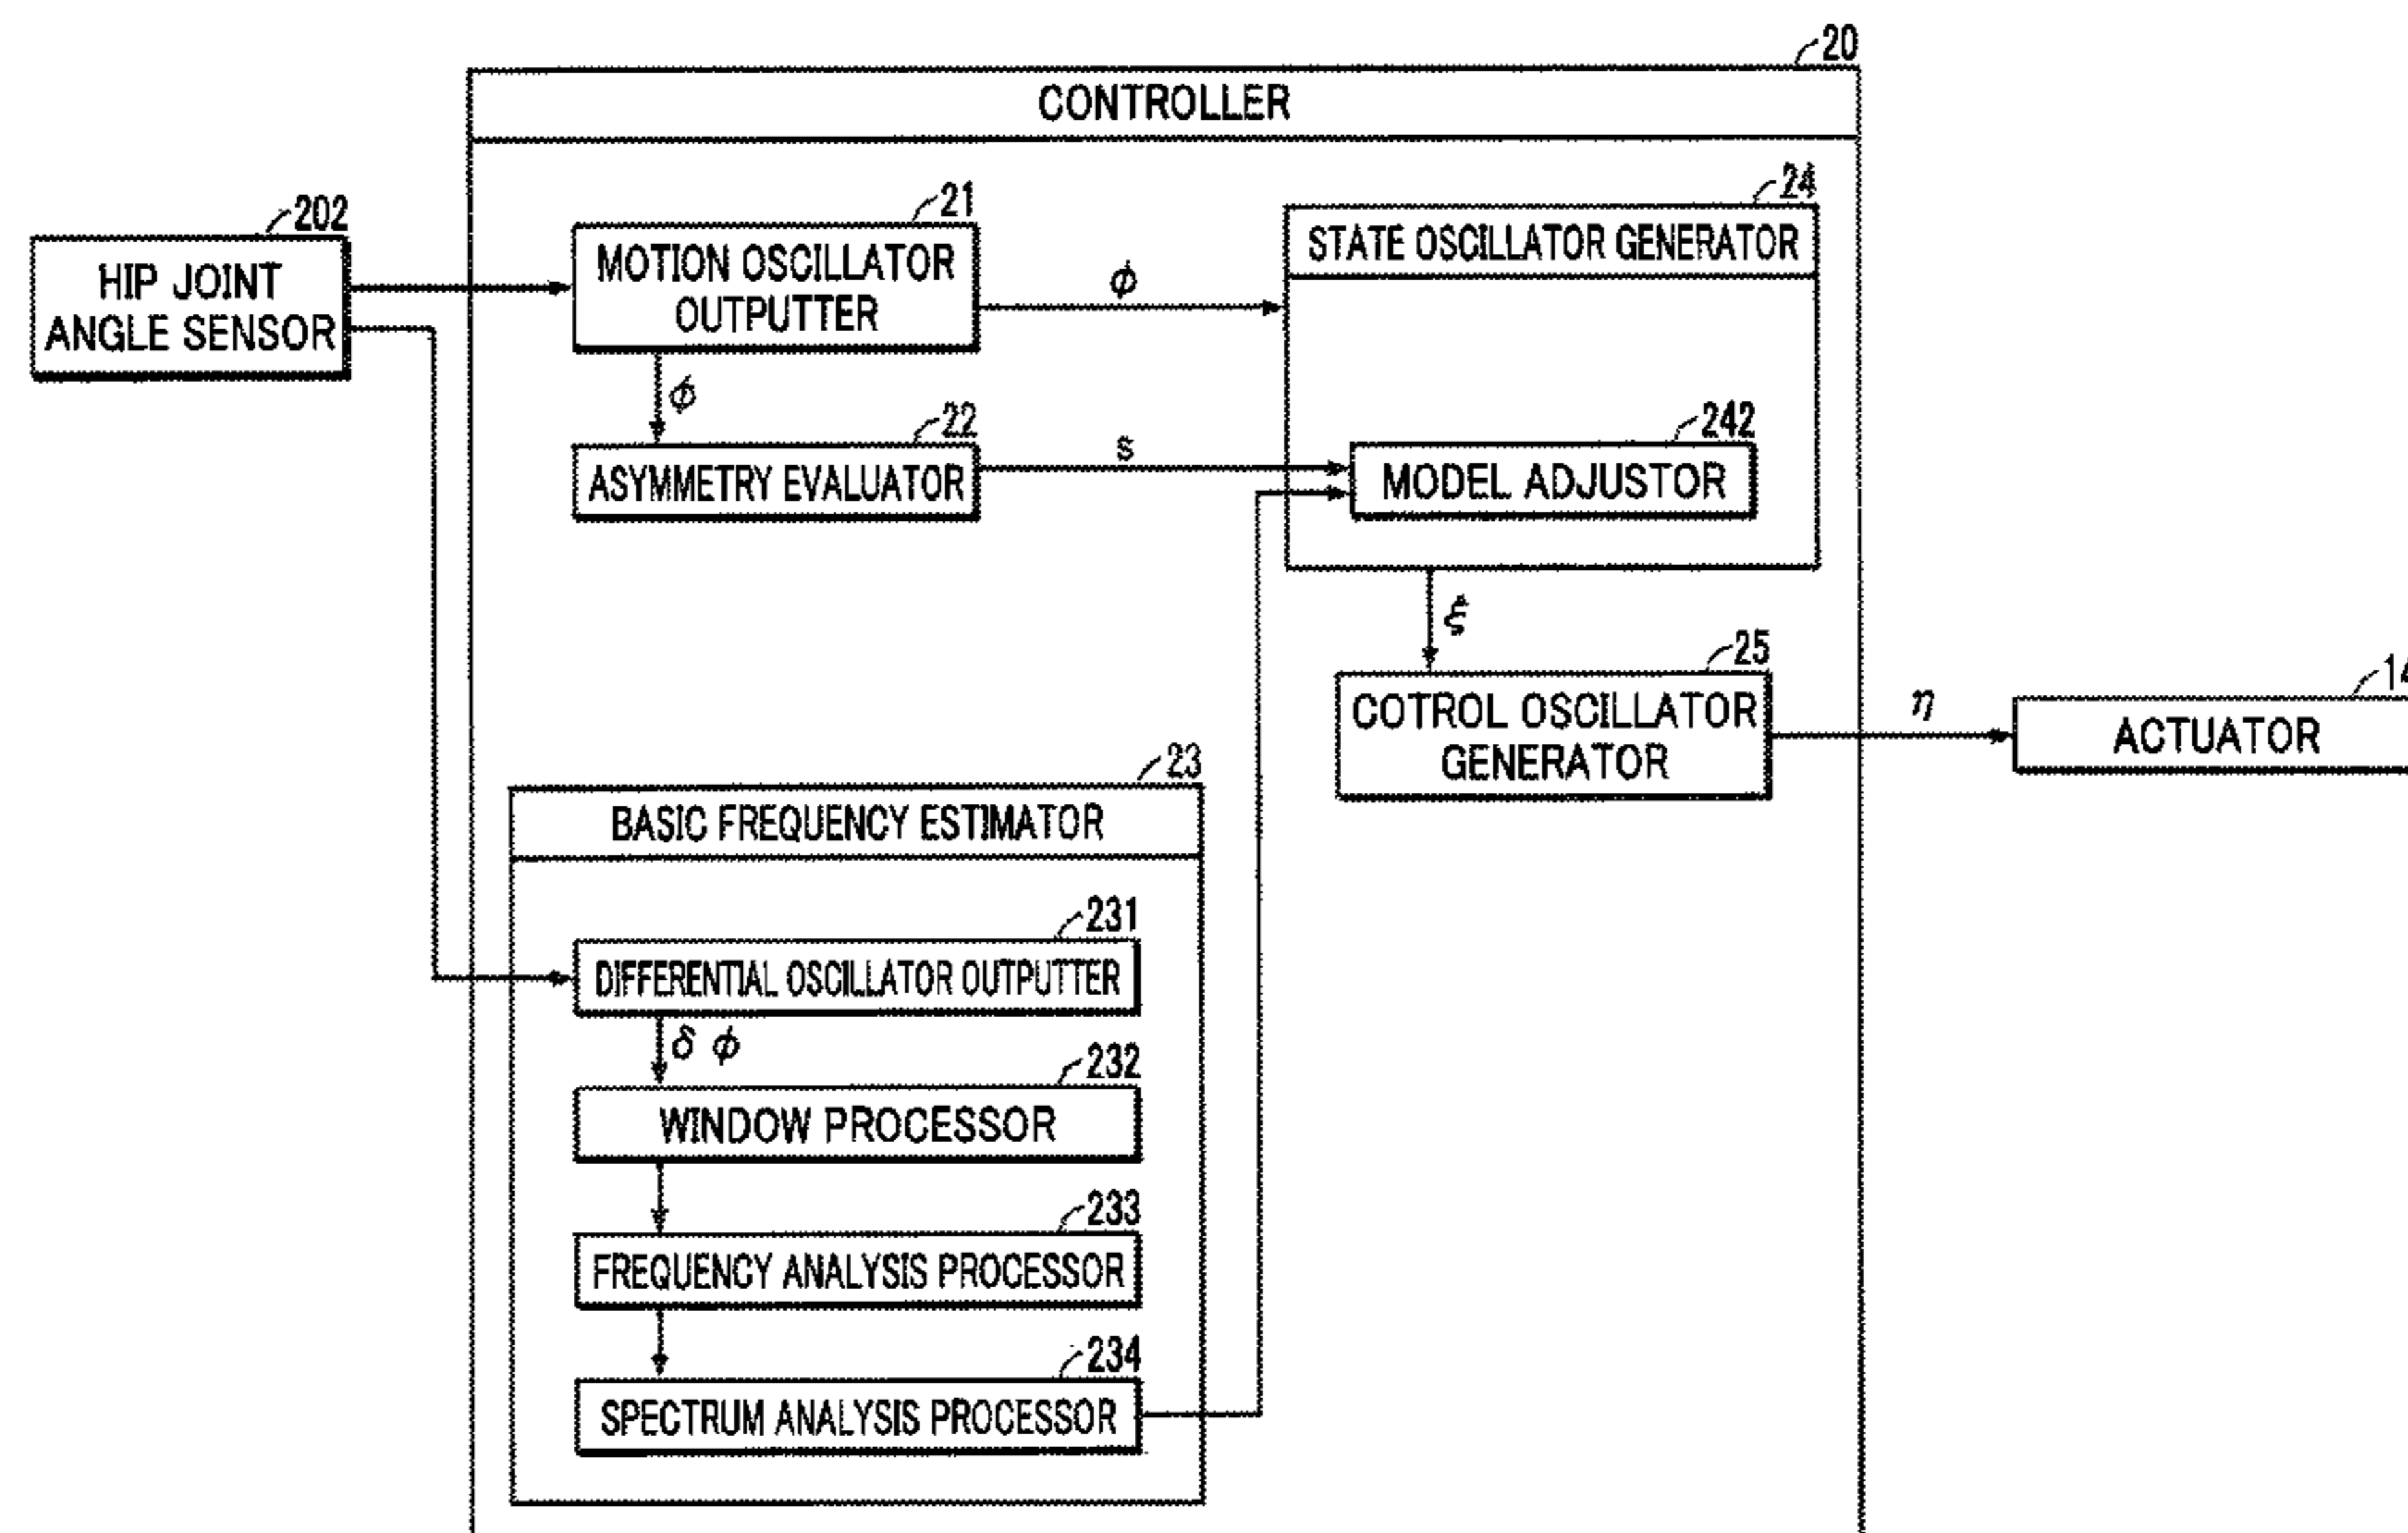 20
CONTROLLER
202
HIP JOINT
ANGLE SENSOR
21
MOTION OSCILLATOR
OUTPUTTER
ϕ
24
STATE OSCILLATOR GENERATOR
ϕ
22
ASYMMETRY EVALUATOR
s
242
MODEL ADJUSTOR
ξ
25
COTROL OSCILLATOR
GENERATOR
η
14
ACTUATOR
23
BASIC FREQUENCY ESTIMATOR
231
DIFFERENTIAL OSCILLATOR OUTPUTTER
δ ϕ
232
WINDOW PROCESSOR
233
FREQUENCY ANALYSIS PROCESSOR
234
SPECTRUM ANALYSIS PROCESSOR